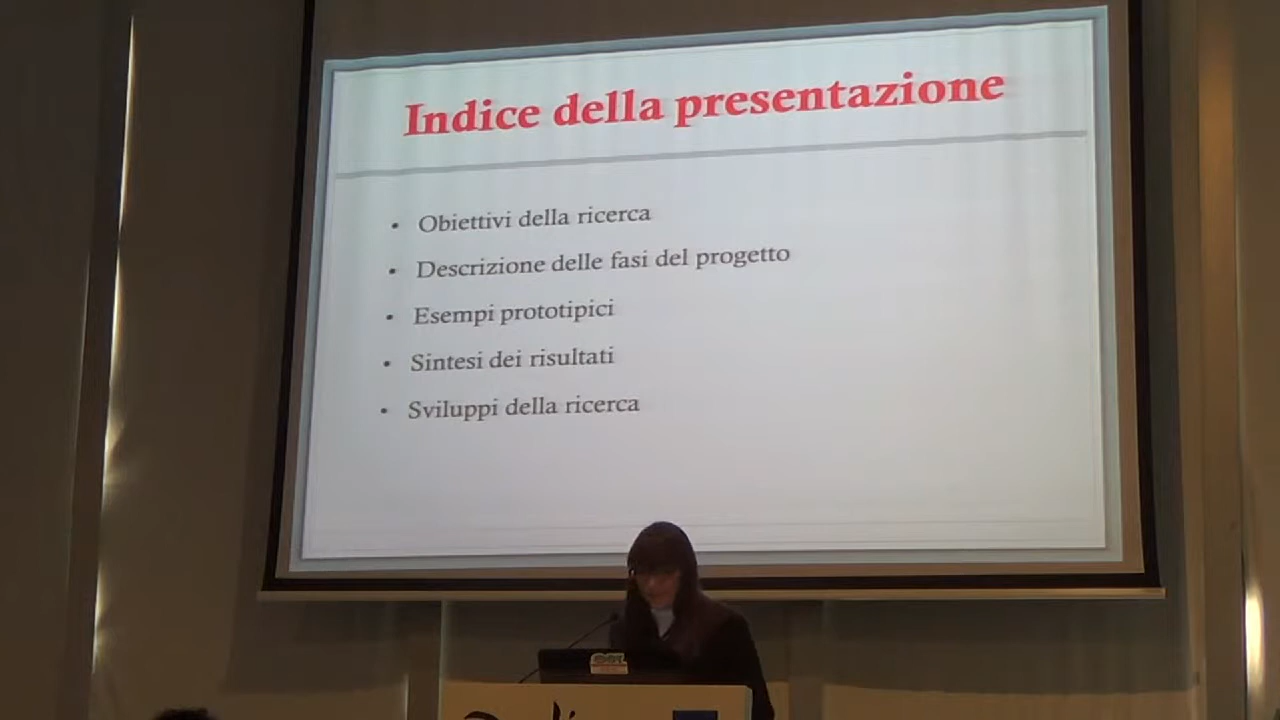 Indice della presentazione
• Obiettivi della ricerca
• Descrizione delle fasi del progetto
• Esempi prototipici
• Sintesi dei risultati
• Sviluppi della ricerca